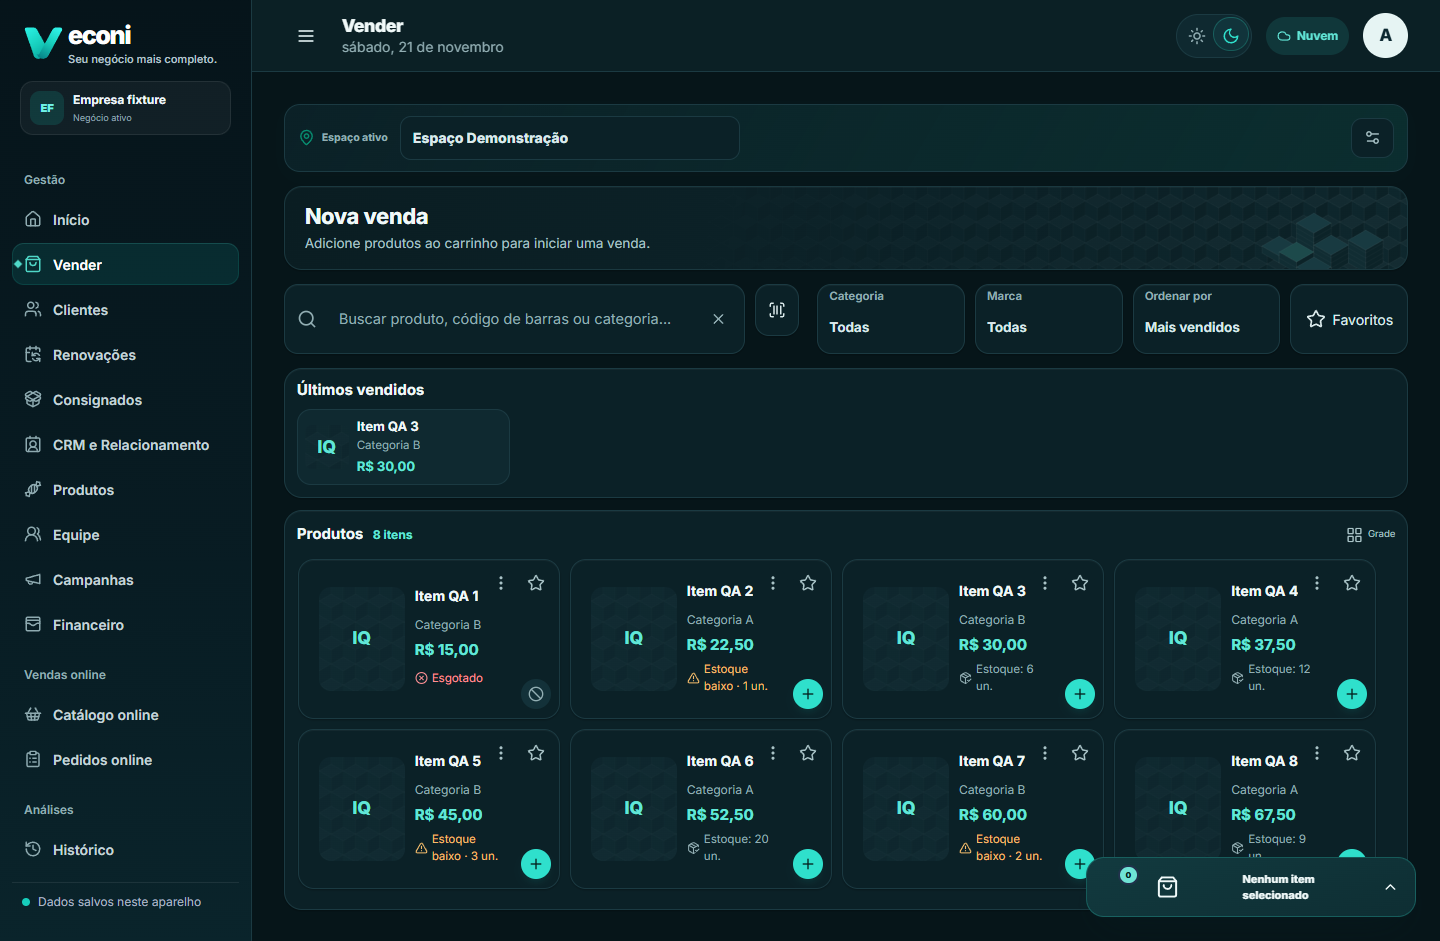 Veconi
Seu negócio mais completo.
EF
Empresa fixture
Negócio ativo
Gestão
Início
Vender
Clientes
Renovações
Consignados
CRM e Relacionamento
Produtos
Equipe
Campanhas
Financeiro
Vendas online
Catálogo online
Pedidos online
Análises
Histórico
Dados salvos neste aparelho
Vender
sábado, 21 de novembro
Nuvem
A
Espaço ativo
Espaço Demonstração
Nova venda
Adicione produtos ao carrinho para iniciar uma venda.
Buscar produto, código de barras ou categoria...
Categoria
Todas
Marca
Todas
Ordenar por
Mais vendidos
Favoritos
Últimos vendidos
IQ
Item QA 3
Categoria B
R$ 30,00
Produtos 8 itens
Grade
IQ
Item QA 1
Categoria B
R$ 15,00
Esgotado
IQ
Item QA 2
Categoria A
R$ 22,50
Estoque
baixo · 1 un.
IQ
Item QA 3
Categoria B
R$ 30,00
Estoque: 6
un.
IQ
Item QA 4
Categoria A
R$ 37,50
Estoque: 12
un.
IQ
Item QA 5
Categoria B
R$ 45,00
Estoque
baixo · 3 un.
IQ
Item QA 6
Categoria A
R$ 52,50
Estoque: 20
un.
IQ
Item QA 7
Categoria B
R$ 60,00
Estoque
baixo · 2 un.
IQ
Item QA 8
Categoria A
R$ 67,50
Estoque: 9
un.
0
Nenhum item
selecionado